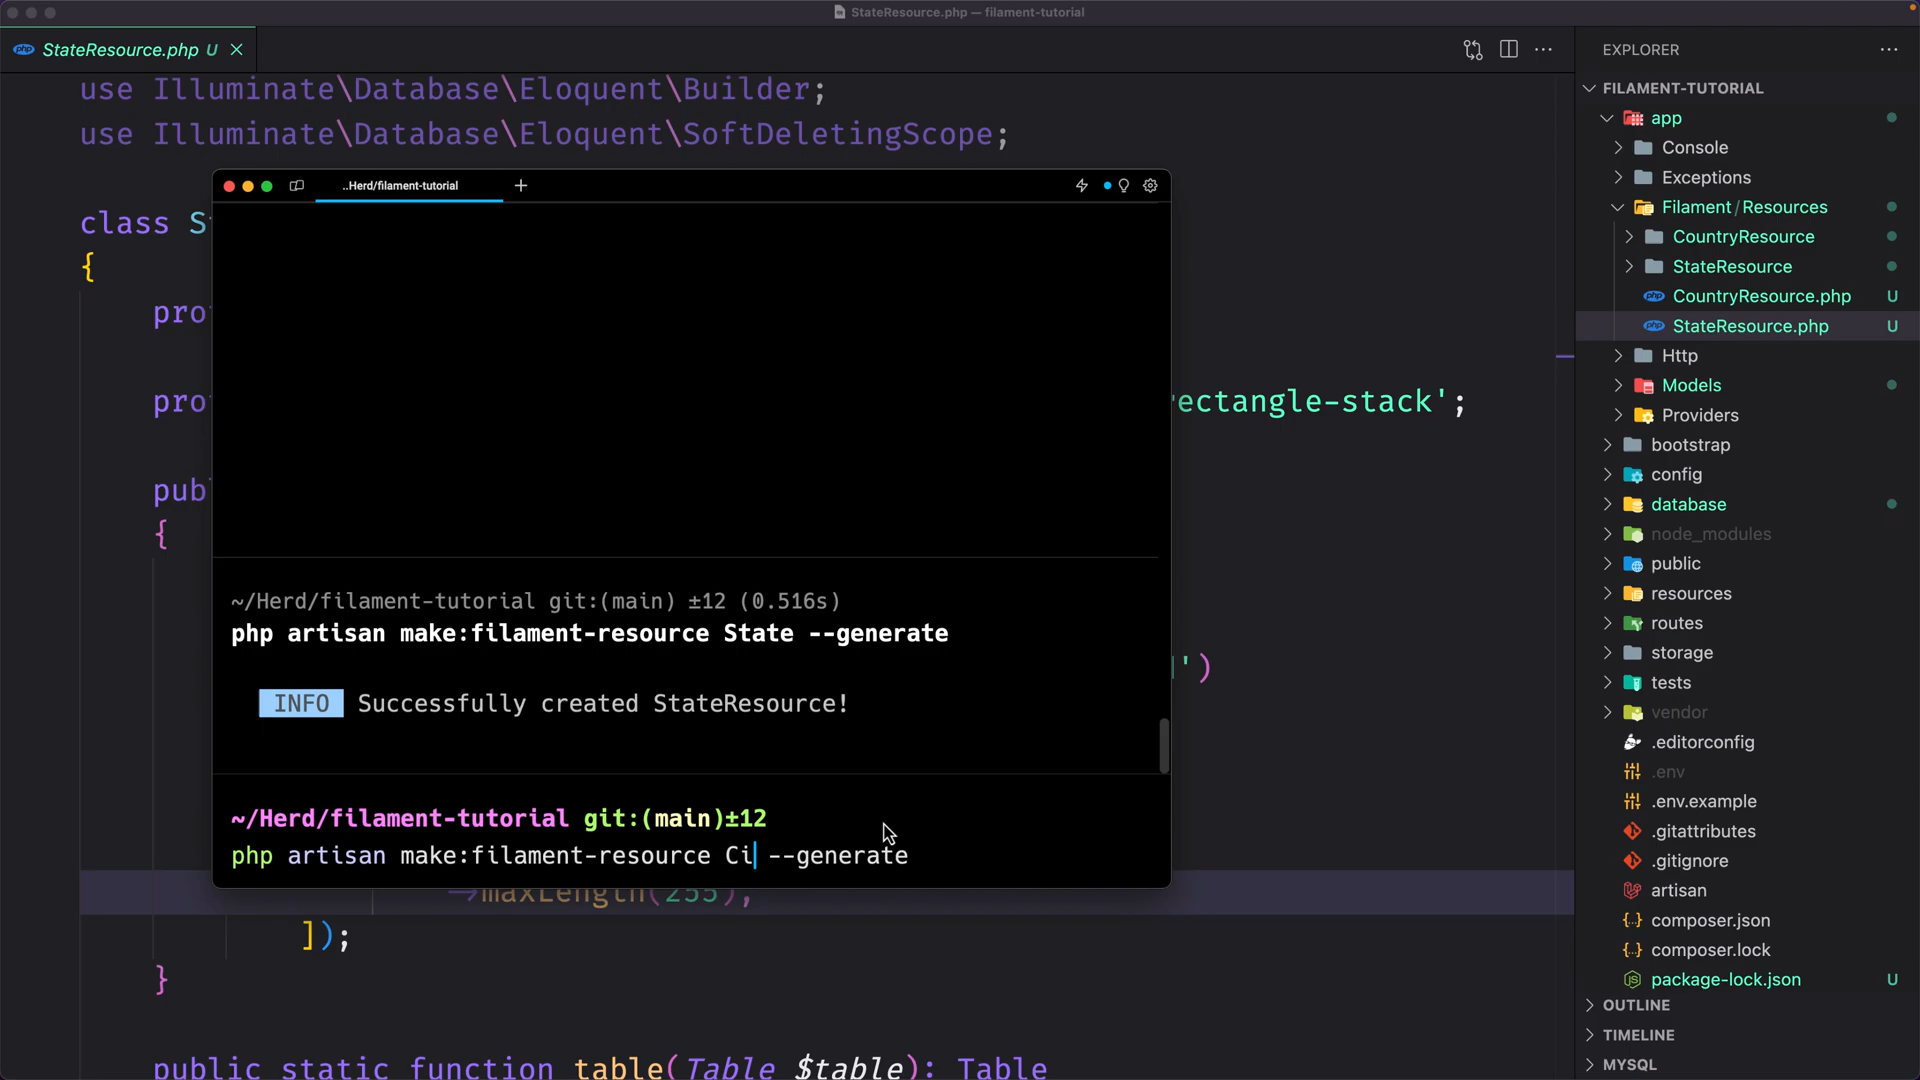 StateResource.php — filament-tutorial
StateResource.php U
EXPLORER
use Illuminate\Database\Eloquent\Builder;
use Illuminate\Database\Eloquent\SoftDeletingScope;
class S
{
pro
pro
ectangle-stack';
pub
{
')
->maxLength(255),
]);
}
public static function table(Table $table): Table
..Herd/filament-tutorial
~/Herd/filament-tutorial git:(main) ±12 (0.516s)
php artisan make:filament-resource State --generate
INFO Successfully created StateResource!
~/Herd/filament-tutorial git:(main)±12
php artisan make:filament-resource Ci --generate
FILAMENT-TUTORIAL
app
Console
Exceptions
Filament/Resources
CountryResource
StateResource
CountryResource.php U
StateResource.php U
Http
Models
Providers
bootstrap
config
database
node_modules
public
resources
routes
storage
tests
vendor
.editorconfig
.env
.env.example
.gitattributes
.gitignore
artisan
composer.json
composer.lock
package-lock.json U
OUTLINE
TIMELINE
MYSQL